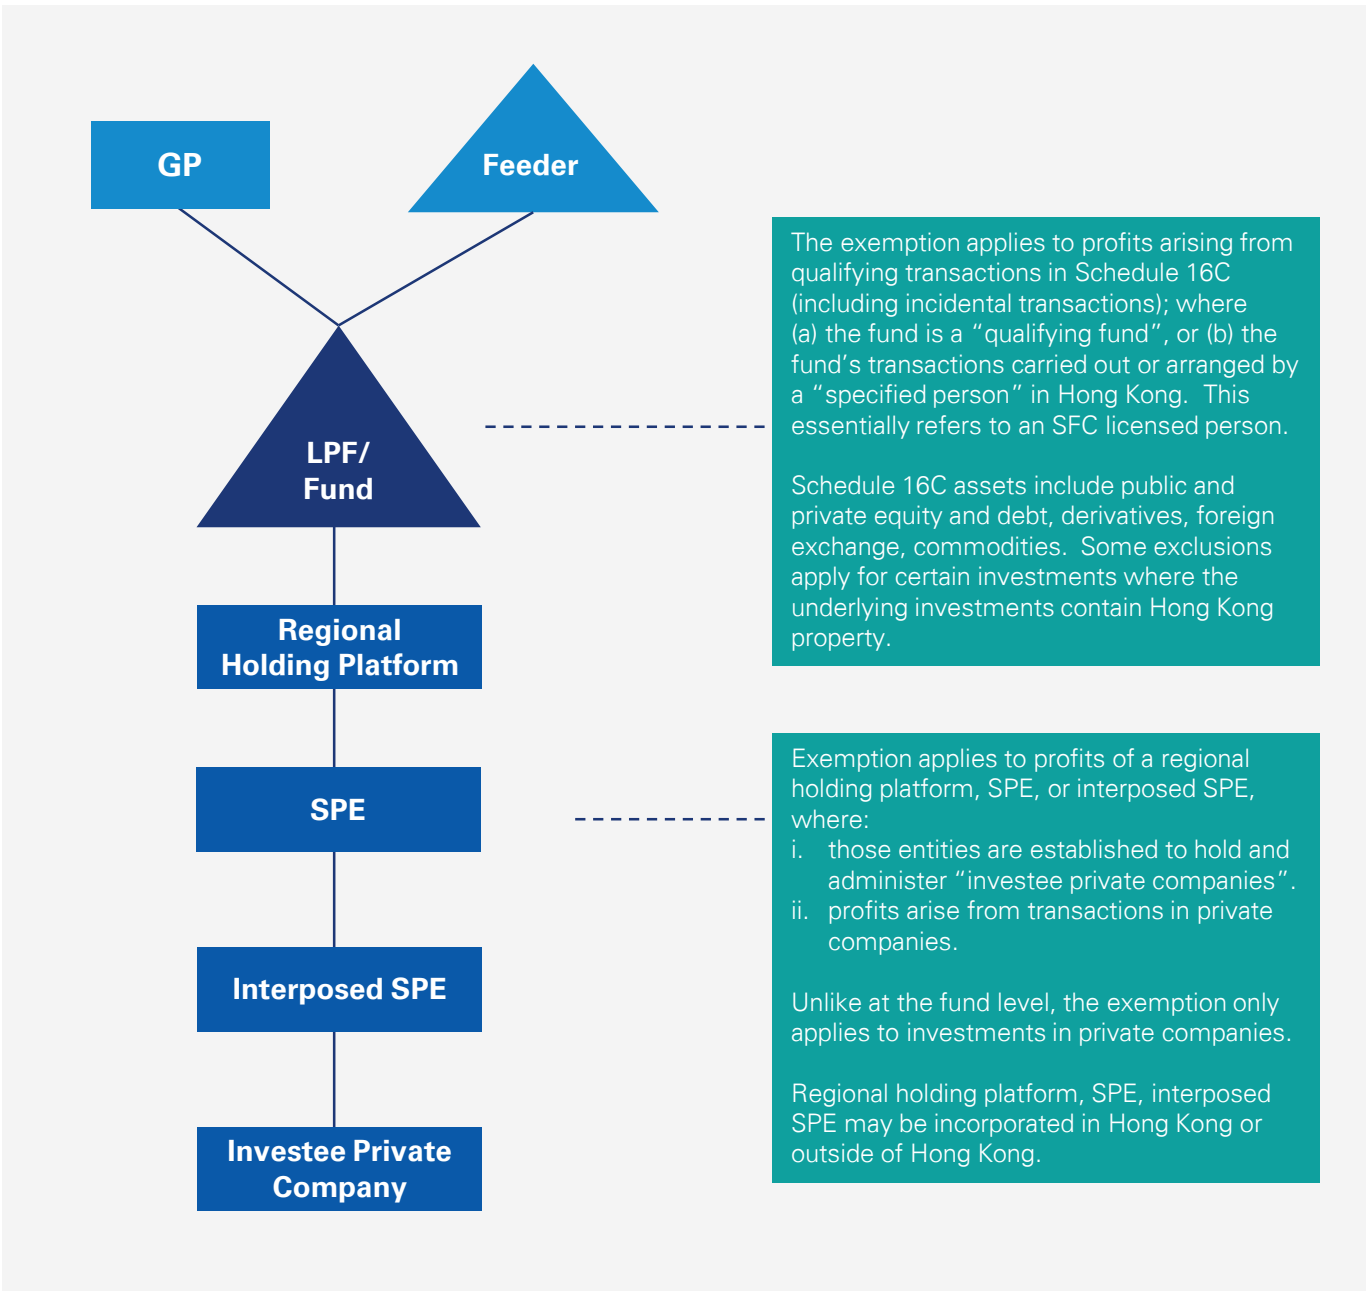 GP
Feeder
The exemption applies to profits arising from
qualifying transactions in Schedule 16C
(including incidental transactions); where
(a) the fund is a “qualifying fund”, or (b) the
fund’s transactions carried out or arranged by
a “specified person” in Hong Kong.  This
essentially refers to an SFC licensed person.
Schedule 16C assets include public and
private equity and debt, derivatives, foreign
exchange, commodities.  Some exclusions
apply for certain investments where the
underlying investments contain Hong Kong
property.
LPF/
Fund
Regional
Holding Platform
SPE
Exemption applies to profits of a regional
holding platform, SPE, or interposed SPE,
where:
i. those entities are established to hold and
administer “investee private companies”.
ii. profits arise from transactions in private
companies.
Unlike at the fund level, the exemption only
applies to investments in private companies.
Regional holding platform, SPE, interposed
SPE may be incorporated in Hong Kong or
outside of Hong Kong.
Interposed SPE
Investee Private
Company